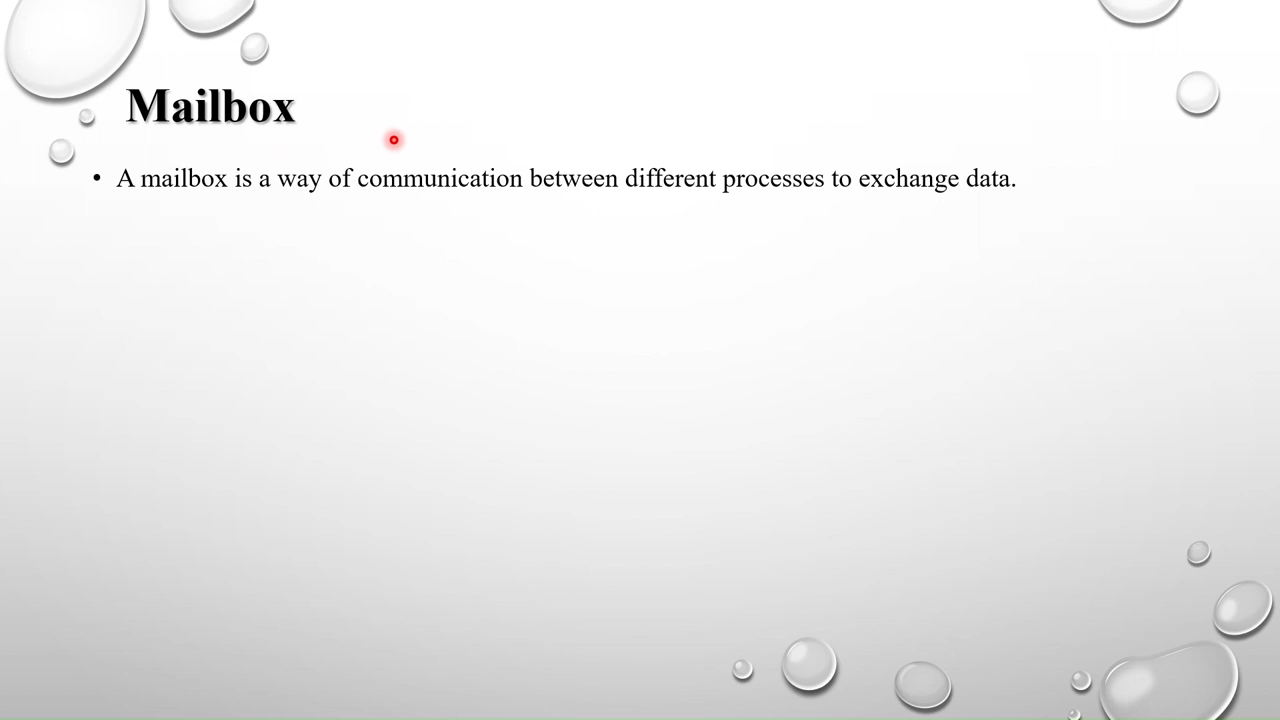 Mailbox
• A mailbox is a way of communication between different processes to exchange data.